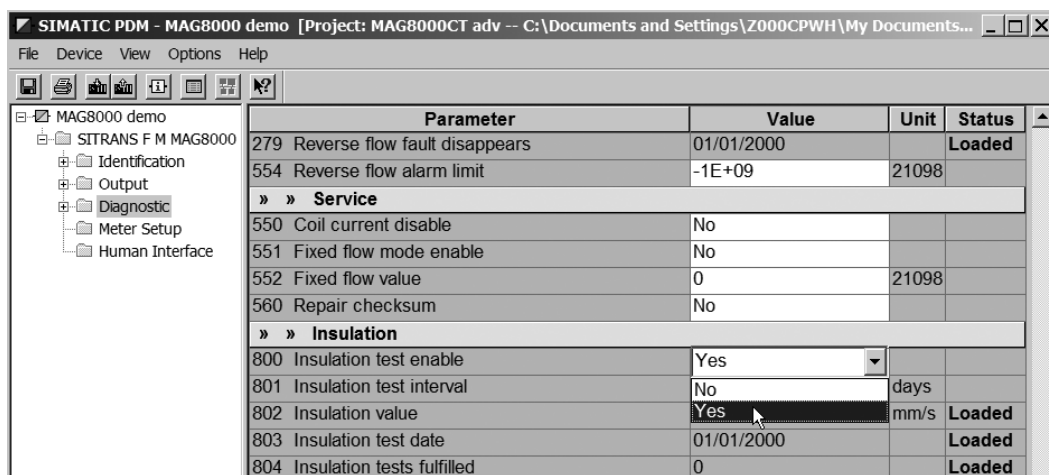 SIMATIC PDM - MAG8000 demo [Project: MAG8000CT adv -- C:\Documents and Settings\Z000CPWH\My Documents...
File Device View Options Help
MAG8000 demo
SITRANS F M MAG8000
Identification
Output
Diagnostic
Meter Setup
Human Interface
Parameter Value Unit Status
279 Reverse flow fault disappears 01/01/2000 Loaded
554 Reverse flow alarm limit -1E+09 21098
» » Service
550 Coil current disable No
551 Fixed flow mode enable No
552 Fixed flow value 0 21098
560 Repair checksum No
» » Insulation
800 Insulation test enable Yes
801 Insulation test interval No days
802 Insulation value Yes mm/s Loaded
803 Insulation test date 01/01/2000 Loaded
804 Insulation tests fulfilled 0 Loaded